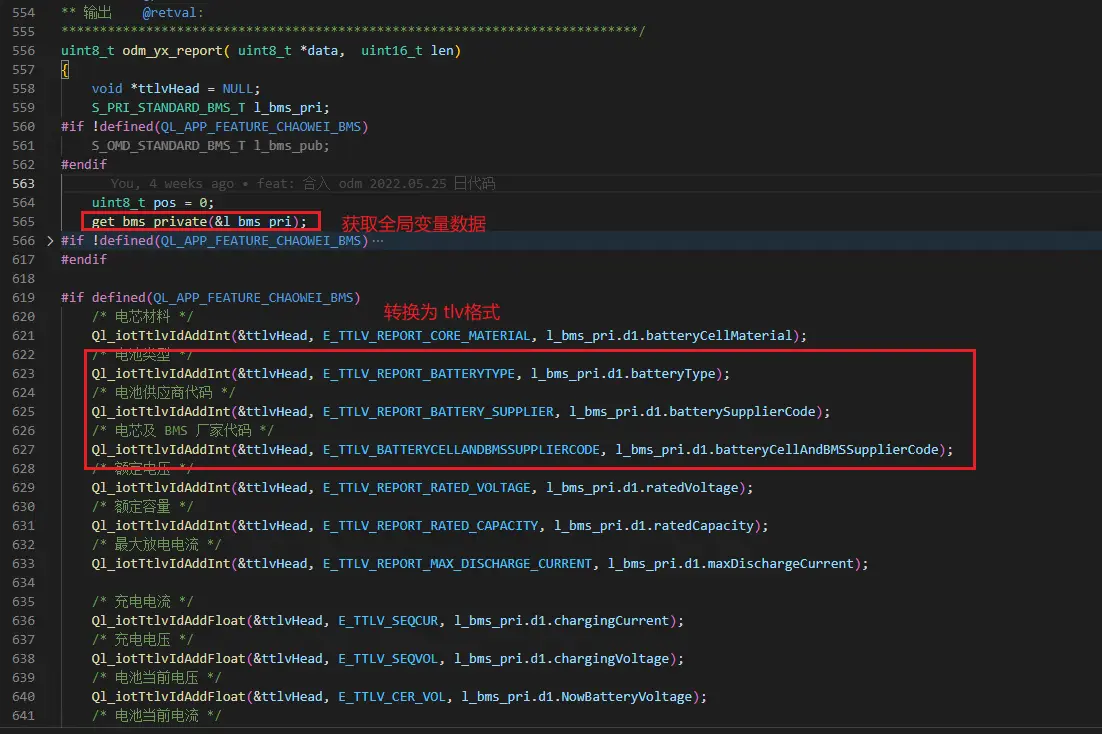 554 ** 输出 @retval:
555 ***************************************************************************/
556 uint8_t odm_yx_report( uint8_t *data, uint16_t len)
557 {
558 void *ttlvHead = NULL;
559 S_PRI_STANDARD_BMS_T l_bms_pri;
560 #if !defined(QL_APP_FEATURE_CHAOWEI_BMS)
561 S_OMD_STANDARD_BMS_T l_bms_pub;
562 #endif
563 You, 4 weeks ago • feat: 合入 odm 2022.05.25 日代码
564 uint8_t pos = 0;
565 get_bms_private(&l_bms_pri); 获取全局变量数据
566 #if !defined(QL_APP_FEATURE_CHAOWEI_BMS) ⋯
617 #endif
618
619 #if defined(QL_APP_FEATURE_CHAOWEI_BMS)
转换为 tlv格式
620 /* 电芯材料 */
621 Ql_iotTtlvIdAddInt(&ttlvHead, E_TTLV_REPORT_CORE_MATERIAL, l_bms_pri.d1.batteryCellMaterial);
622 /* 电池类型 */
623 Ql_iotTtlvIdAddInt(&ttlvHead, E_TTLV_REPORT_BATTERYTYPE, l_bms_pri.d1.batteryType);
624 /* 电池供应商代码 */
625 Ql_iotTtlvIdAddInt(&ttlvHead, E_TTLV_REPORT_BATTERY_SUPPLIER, l_bms_pri.d1.batterySupplierCode);
626 /* 电芯及 BMS 厂家代码 */
627 Ql_iotTtlvIdAddInt(&ttlvHead, E_TTLV_BATTERYCELLANDBMSSUPPLIERCODE, l_bms_pri.d1.batteryCellAndBMSSupplierCode);
628 /* 额定电压 */
629 Ql_iotTtlvIdAddInt(&ttlvHead, E_TTLV_REPORT_RATED_VOLTAGE, l_bms_pri.d1.ratedVoltage);
630 /* 额定容量 */
631 Ql_iotTtlvIdAddInt(&ttlvHead, E_TTLV_REPORT_RATED_CAPACITY, l_bms_pri.d1.ratedCapacity);
632 /* 最大放电电流 */
633 Ql_iotTtlvIdAddInt(&ttlvHead, E_TTLV_REPORT_MAX_DISCHARGE_CURRENT, l_bms_pri.d1.maxDischargeCurrent);
634
635 /* 充电电流 */
636 Ql_iotTtlvIdAddFloat(&ttlvHead, E_TTLV_SEQCUR, l_bms_pri.d1.chargingCurrent);
637 /* 充电电压 */
638 Ql_iotTtlvIdAddFloat(&ttlvHead, E_TTLV_SEQVOL, l_bms_pri.d1.chargingVoltage);
639 /* 电池当前电压 */
640 Ql_iotTtlvIdAddFloat(&ttlvHead, E_TTLV_CER_VOL, l_bms_pri.d1.NowBatteryVoltage);
641 /* 电池当前电流 */